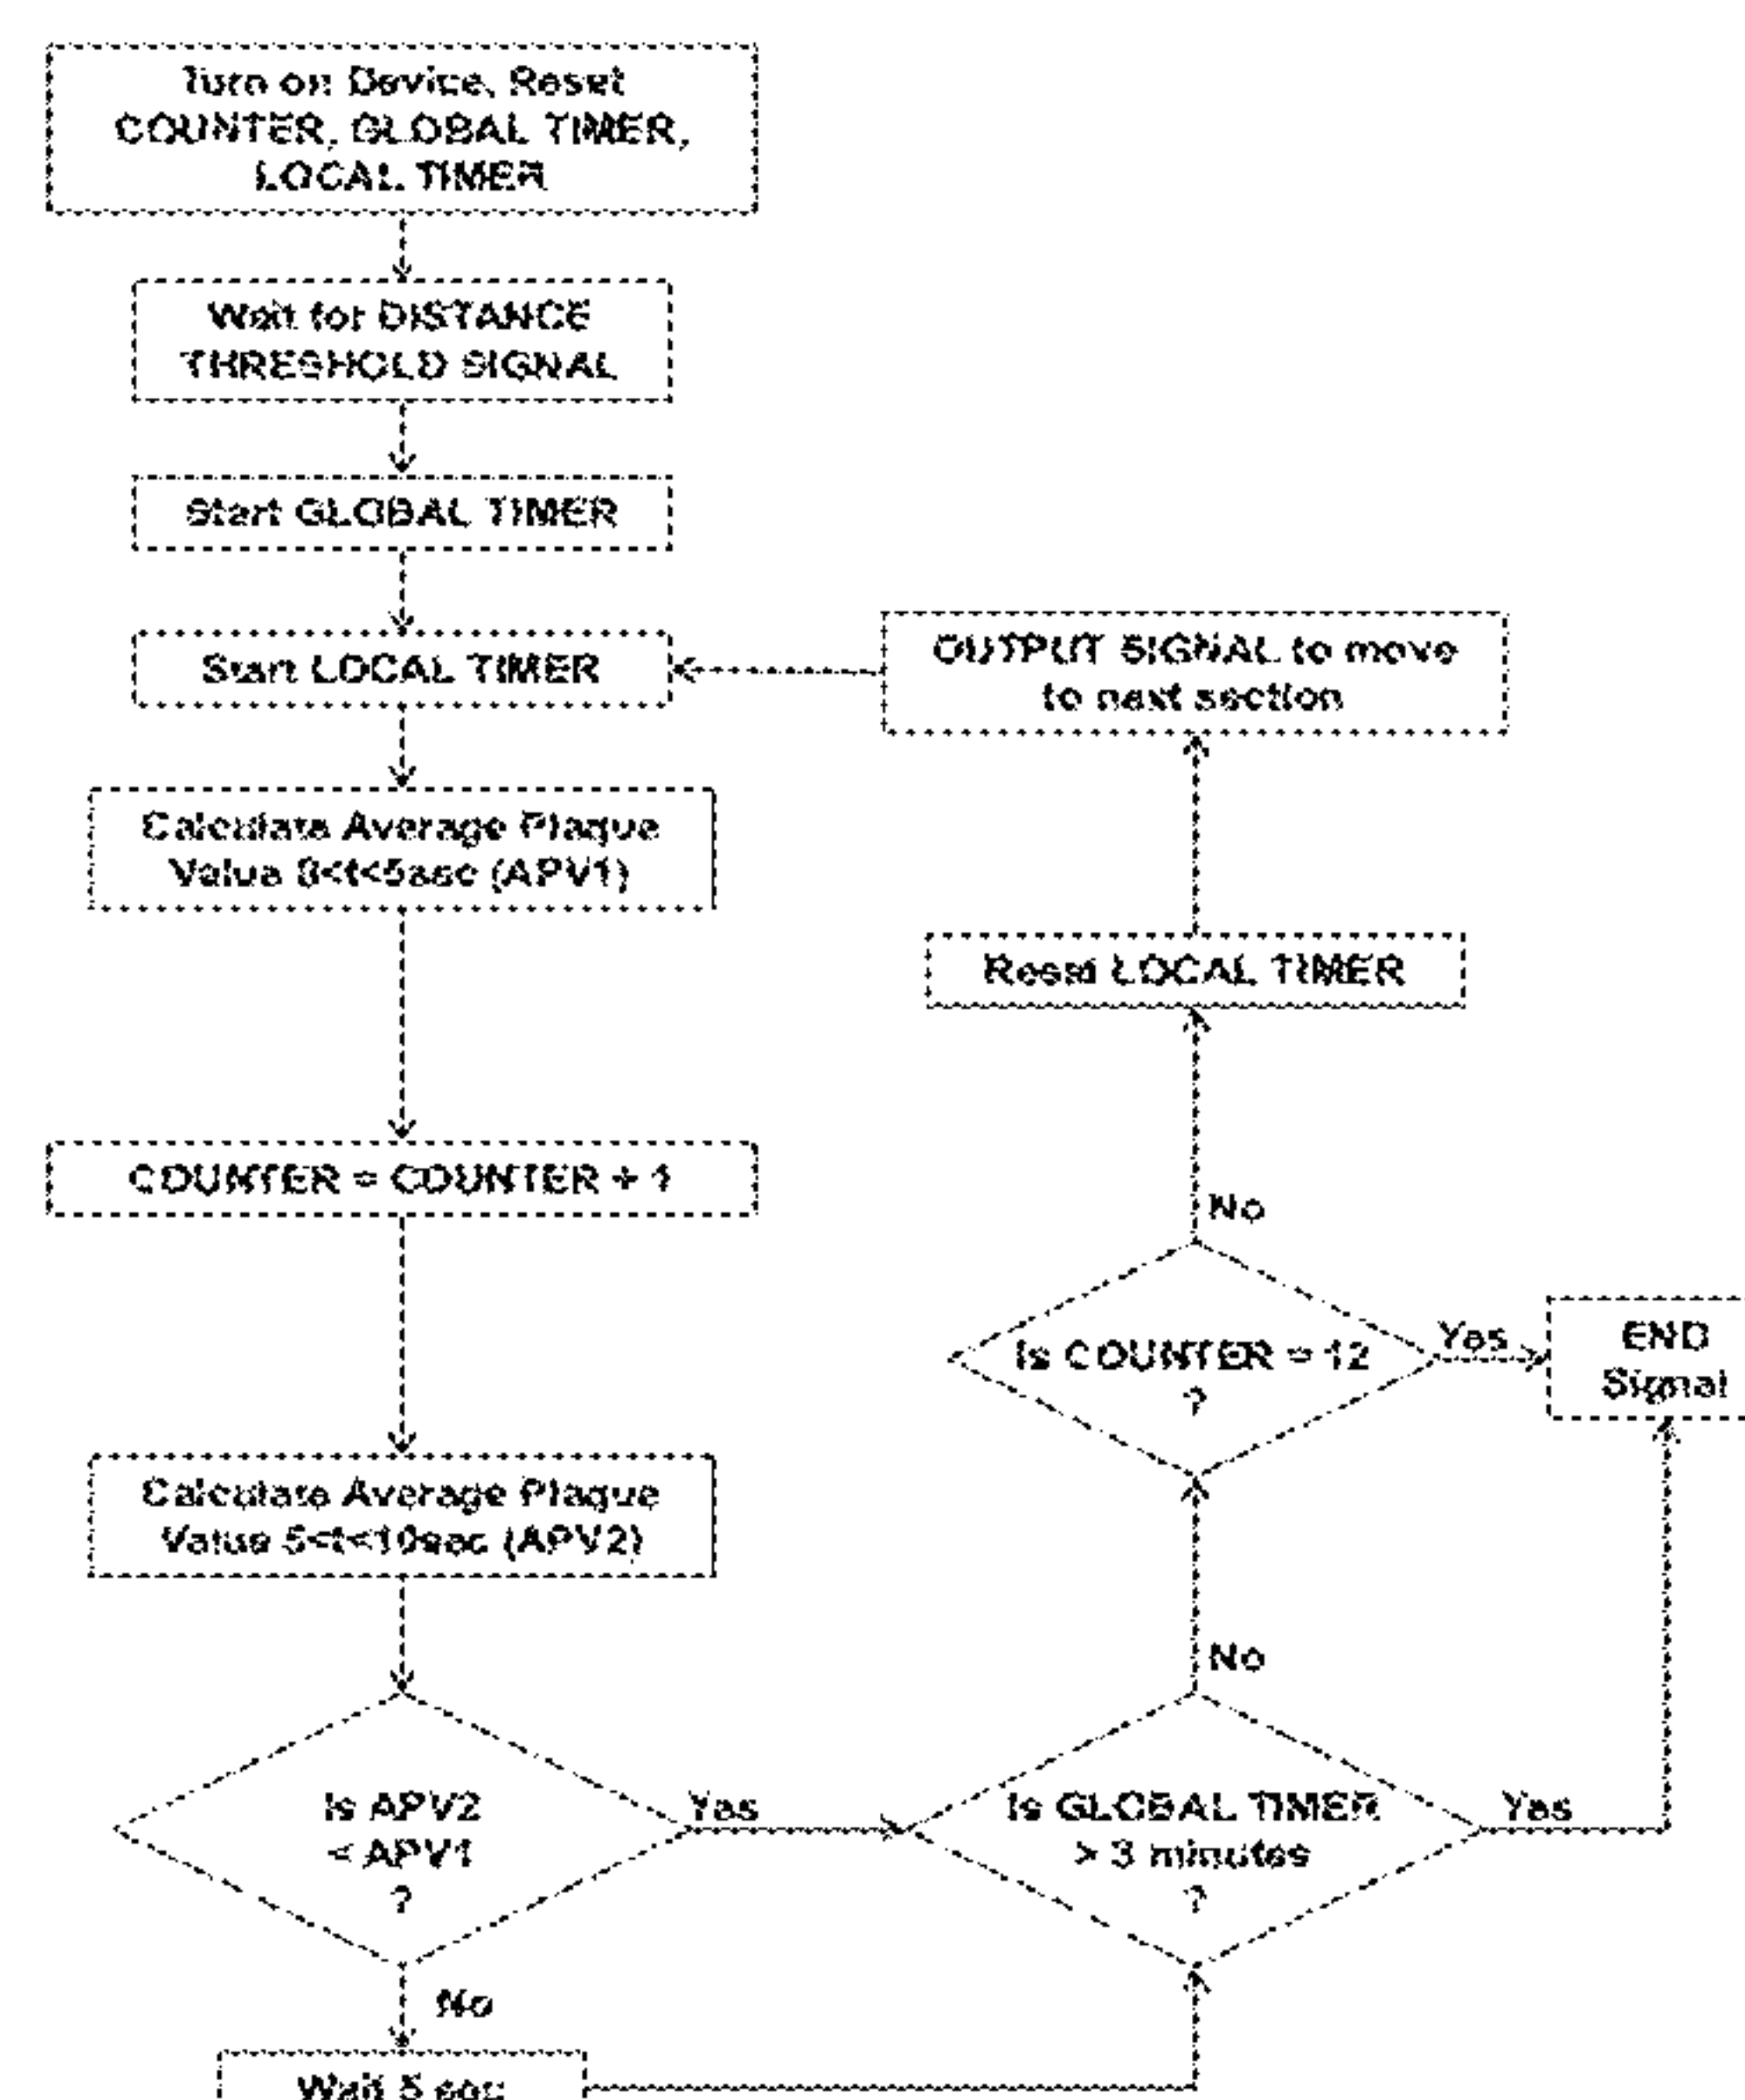 Turn on Device, Reset
COUNTER, GLOBAL TIMER,
LOCAL TIMER
Wait for DISTANCE
THRESHOLD SIGNAL
Start GLOBAL TIMER
Start LOCAL TIMER
OUTPUT SIGNAL to move
to next section
Calculate Average Plaque
Value 0<t<5sec (APV1)
Reset LOCAL TIMER
COUNTER = COUNTER + 1
No
Is COUNTER = 12
?
Yes
END
Signal
Calculate Average Plaque
Value 5<t<10sec (APV2)
No
Is APV2
< APV1
?
Yes
Is GLOBAL TIMER
> 3 minutes
?
Yes
No
Wait 5 sec